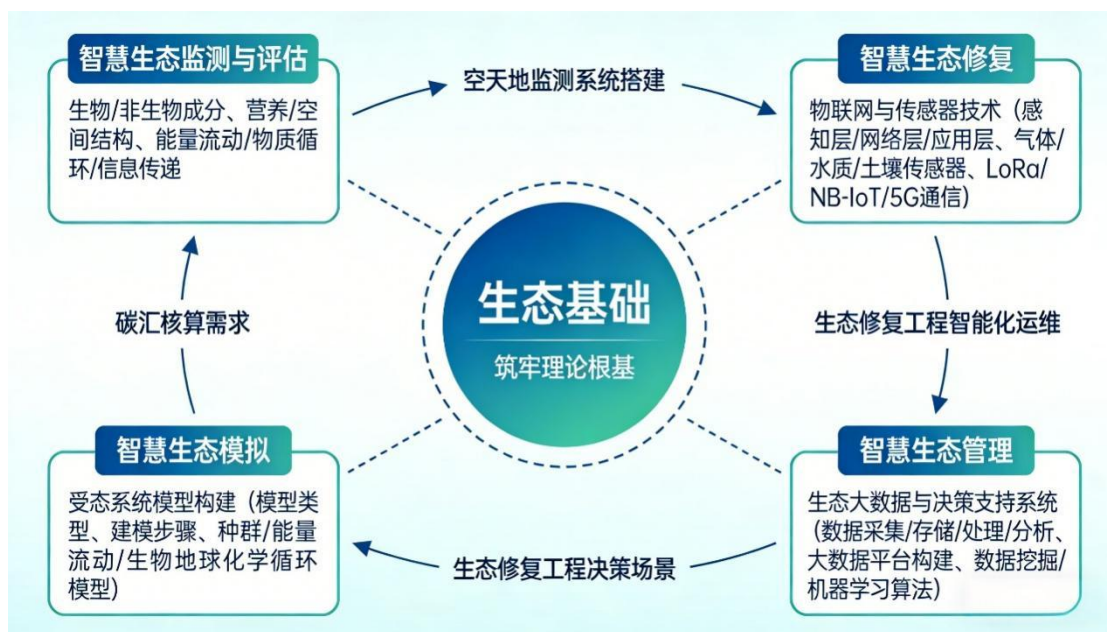 智慧生态监测与评估
生物/非生物成分、营养/空
间结构、能量流动/物质循
环/信息传递
空天地监测系统搭建
智慧生态修复
物联网与传感器技术（感
知层/网络层/应用层、气体/
水质/土壤传感器、LoRa/
NB-IoT/5G通信）
生态基础
筑牢理论根基
碳汇核算需求
生态修复工程智能化运维
智慧生态模拟
受态系统模型构建（模型类
型、建模步骤、种群/能量
流动/生物地球化学循环
模型）
生态修复工程决策场景
智慧生态管理
生态大数据与决策支持系统
（数据采集/存储/处理/分析、
大数据平台构建、数据挖掘/
机器学习算法）